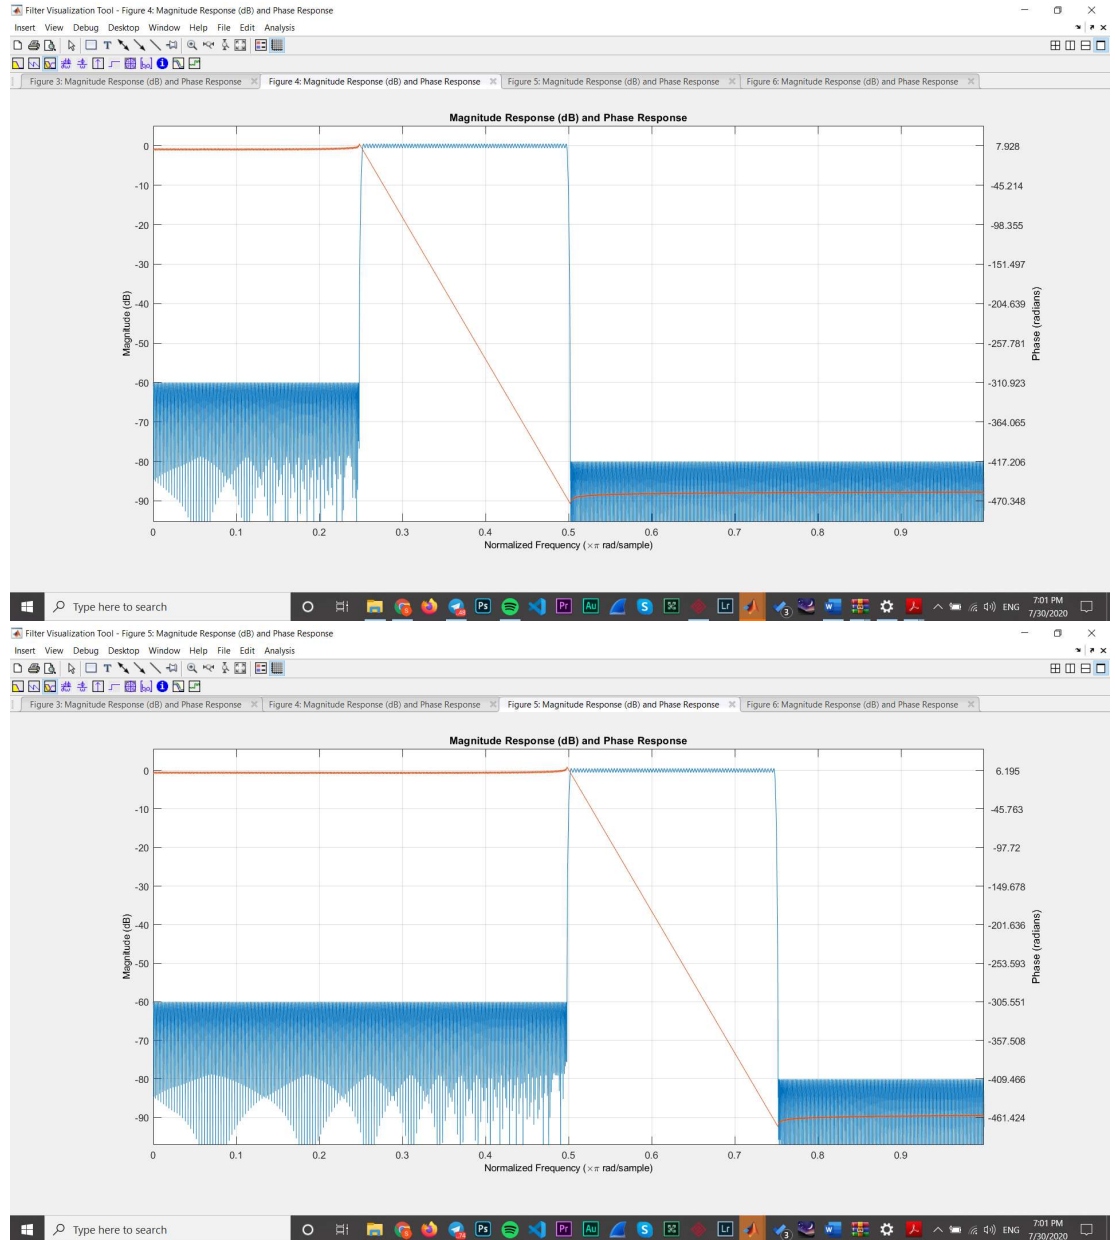 Filter Visualization Tool - Figure 4: Magnitude Response (dB) and Phase Response
Insert View Debug Desktop Window Help File Edit Analysis
Figure 3: Magnitude Response (dB) and Phase Response Figure 4: Magnitude Response (dB) and Phase Response Figure 5: Magnitude Response (dB) and Phase Response Figure 6: Magnitude Response (dB) and Phase Response
Magnitude Response (dB) and Phase Response
0 7.928
-10 -45.214
-20 -98.355
-30 -151.497
-40 -204.639
-50 -257.781
-60 -310.923
-70 -364.065
-80 -417.206
-90 -470.348
Magnitude (dB)
Phase (radians)
0 0.1 0.2 0.3 0.4 0.5 0.6 0.7 0.8 0.9
Normalized Frequency (×π rad/sample)
Type here to search
ENG
7:01 PM
7/30/2020
Filter Visualization Tool - Figure 5: Magnitude Response (dB) and Phase Response
Insert View Debug Desktop Window Help File Edit Analysis
Figure 3: Magnitude Response (dB) and Phase Response Figure 4: Magnitude Response (dB) and Phase Response Figure 5: Magnitude Response (dB) and Phase Response Figure 6: Magnitude Response (dB) and Phase Response
Magnitude Response (dB) and Phase Response
0 6.195
-10 -45.763
-20 -97.72
-30 -149.678
-40 -201.636
-50 -253.593
-60 -305.551
-70 -357.508
-80 -409.466
-90 -461.424
Magnitude (dB)
Phase (radians)
0 0.1 0.2 0.3 0.4 0.5 0.6 0.7 0.8 0.9
Normalized Frequency (×π rad/sample)
Type here to search
ENG
7:01 PM
7/30/2020